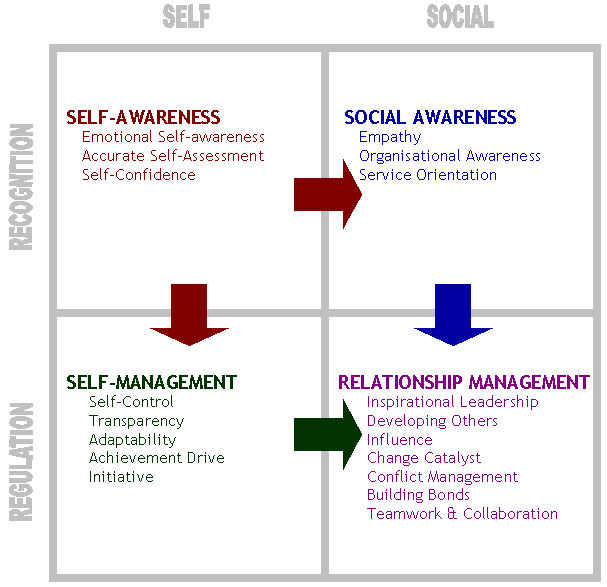 SELF
SOCIAL
RECOGNITION
SELF-AWARENESS
Emotional Self-awareness
Accurate Self-Assessment
Self-Confidence
SOCIAL AWARENESS
Empathy
Organisational Awareness
Service Orientation
REGULATION
SELF-MANAGEMENT
Self-Control
Transparency
Adaptability
Achievement Drive
Initiative
RELATIONSHIP MANAGEMENT
Inspirational Leadership
Developing Others
Influence
Change Catalyst
Conflict Management
Building Bonds
Teamwork & Collaboration